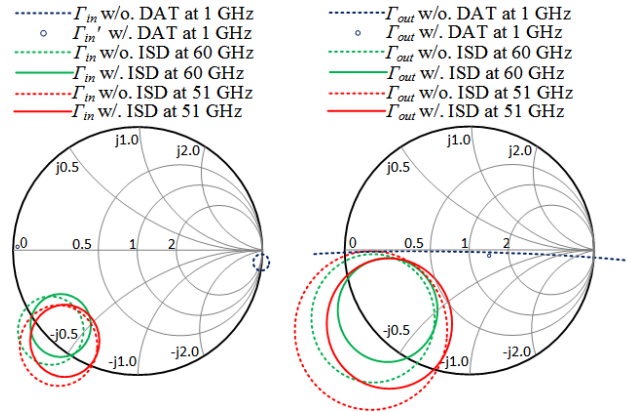 Γin w/o. DAT at 1 GHz
Γin' w/. DAT at 1 GHz
Γin w/o. ISD at 60 GHz
Γin w/. ISD at 60 GHz
Γin w/o. ISD at 51 GHz
Γin w/. ISD at 51 GHz
j1.0
j0.5
j2.0
0
0.5
1
2
-j0.5
-j1.0
-j2.0
Γout w/o. DAT at 1 GHz
Γout w/. DAT at 1 GHz
Γout w/o. ISD at 60 GHz
Γout w/. ISD at 60 GHz
Γout w/o. ISD at 51 GHz
Γout w/. ISD at 51 GHz
j1.0
j0.5
j2.0
0
0.5
1
2
-j0.5
-j1.0
-j2.0